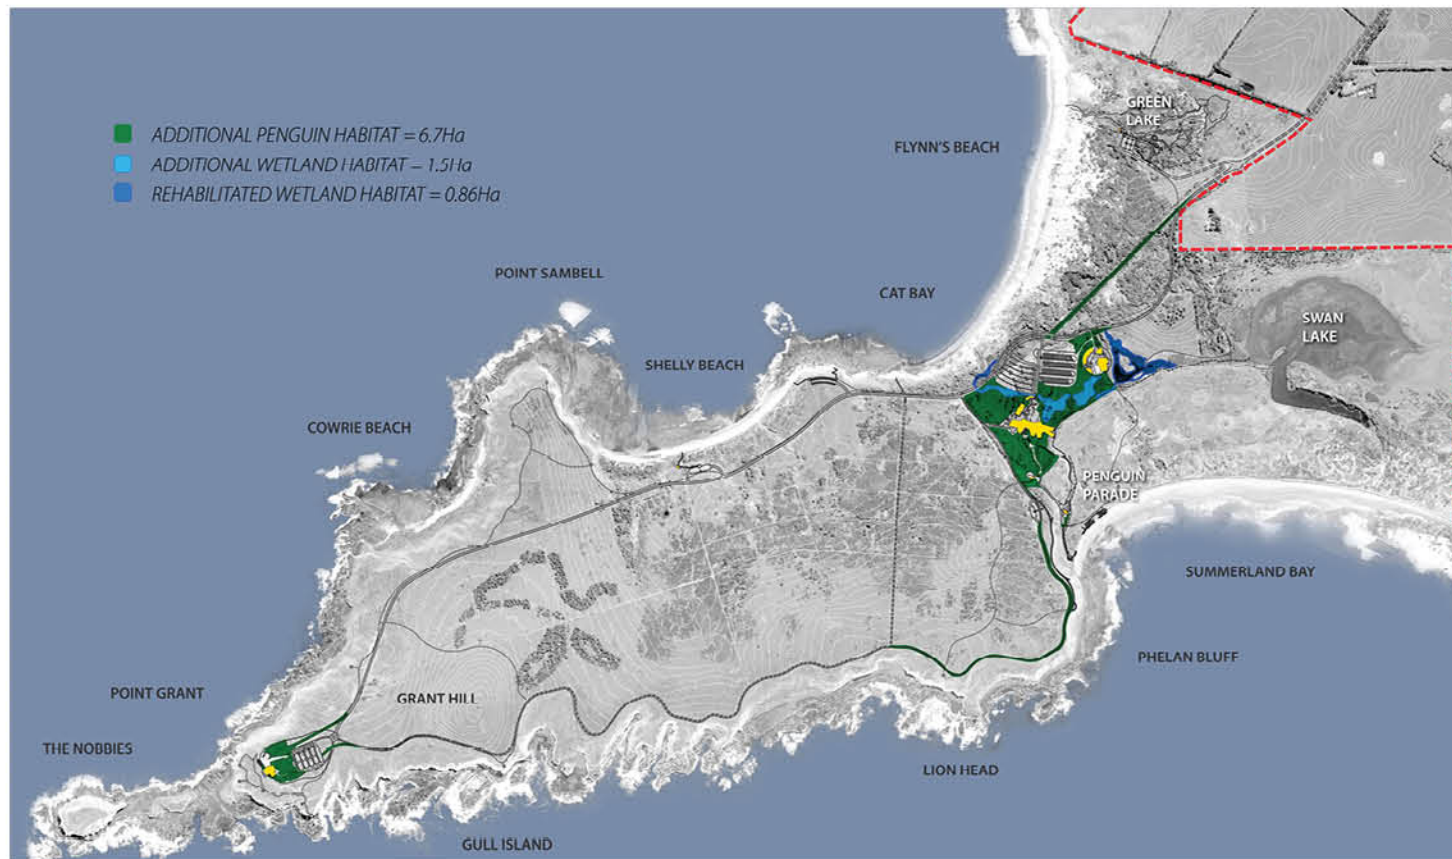 ADDITIONAL PENGUIN HABITAT = 6.7Ha
ADDITIONAL WETLAND HABITAT = 1.5Ha
REHABILITATED WETLAND HABITAT = 0.86Ha
GREEN
LAKE
FLYNN'S BEACH
POINT SAMBELL
CAT BAY
SWAN
LAKE
SHELLY BEACH
COWRIE BEACH
PENGUIN
PARADE
SUMMERLAND BAY
PHELAN BLUFF
POINT GRANT
GRANT HILL
THE NOBBIES
LION HEAD
GULL ISLAND